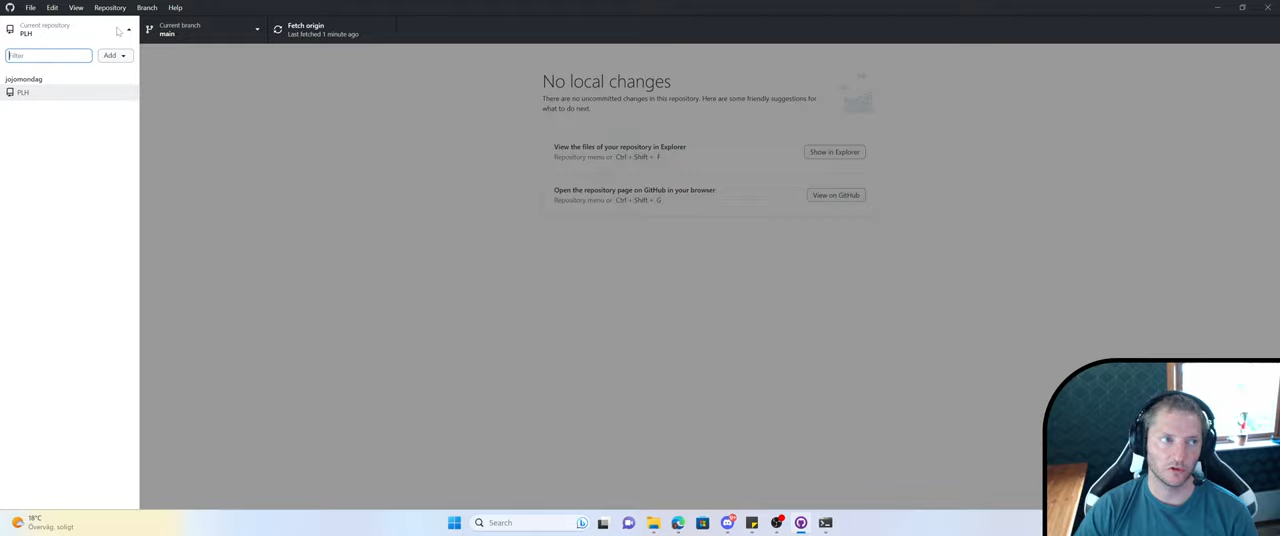 File Edit View Repository Branch Help
Current repository
PLH
Current branch
main
Fetch origin
Last fetched 1 minute ago
Filter
Add
jojomondag
PLH
No local changes
There are no uncommitted changes in this repository. Here are some friendly suggestions for
what to do next.
View the files of your repository in Explorer
Repository menu or Ctrl + Shift + F
Show in Explorer
Open the repository page on GitHub in your browser
Repository menu or Ctrl + Shift + G
View on GitHub
18°C
Överväg. soligt
Search